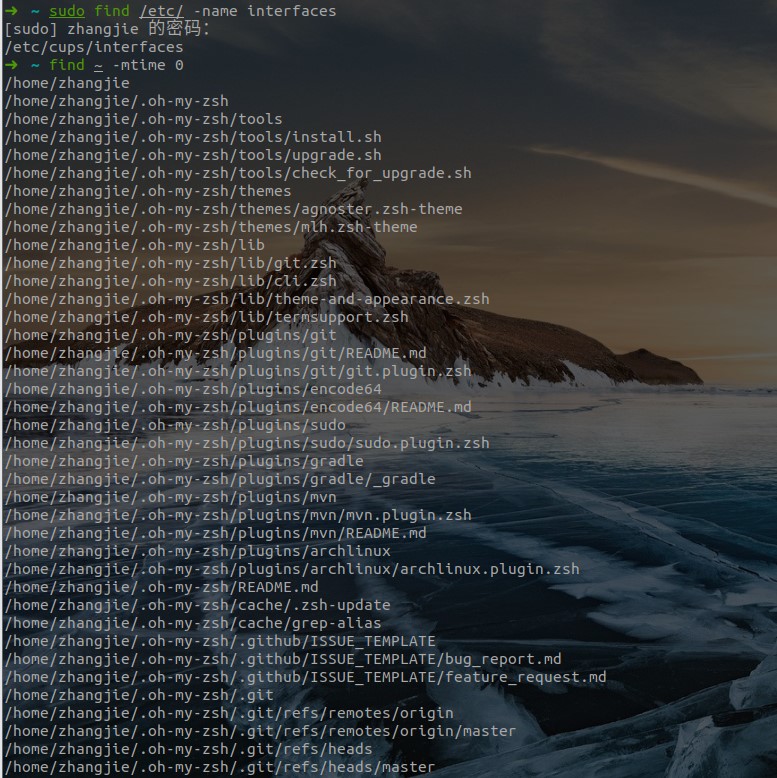 ➜ ~ sudo find /etc/ -name interfaces
[sudo] zhangjie 的密码：
/etc/cups/interfaces
➜ ~ find ~ -mtime 0
/home/zhangjie
/home/zhangjie/.oh-my-zsh
/home/zhangjie/.oh-my-zsh/tools
/home/zhangjie/.oh-my-zsh/tools/install.sh
/home/zhangjie/.oh-my-zsh/tools/upgrade.sh
/home/zhangjie/.oh-my-zsh/tools/check_for_upgrade.sh
/home/zhangjie/.oh-my-zsh/themes
/home/zhangjie/.oh-my-zsh/themes/agnoster.zsh-theme
/home/zhangjie/.oh-my-zsh/themes/mlh.zsh-theme
/home/zhangjie/.oh-my-zsh/lib
/home/zhangjie/.oh-my-zsh/lib/git.zsh
/home/zhangjie/.oh-my-zsh/lib/cli.zsh
/home/zhangjie/.oh-my-zsh/lib/theme-and-appearance.zsh
/home/zhangjie/.oh-my-zsh/lib/termsupport.zsh
/home/zhangjie/.oh-my-zsh/plugins/git
/home/zhangjie/.oh-my-zsh/plugins/git/README.md
/home/zhangjie/.oh-my-zsh/plugins/git/git.plugin.zsh
/home/zhangjie/.oh-my-zsh/plugins/encode64
/home/zhangjie/.oh-my-zsh/plugins/encode64/README.md
/home/zhangjie/.oh-my-zsh/plugins/sudo
/home/zhangjie/.oh-my-zsh/plugins/sudo/sudo.plugin.zsh
/home/zhangjie/.oh-my-zsh/plugins/gradle
/home/zhangjie/.oh-my-zsh/plugins/gradle/_gradle
/home/zhangjie/.oh-my-zsh/plugins/mvn
/home/zhangjie/.oh-my-zsh/plugins/mvn/mvn.plugin.zsh
/home/zhangjie/.oh-my-zsh/plugins/mvn/README.md
/home/zhangjie/.oh-my-zsh/plugins/archlinux
/home/zhangjie/.oh-my-zsh/plugins/archlinux/archlinux.plugin.zsh
/home/zhangjie/.oh-my-zsh/README.md
/home/zhangjie/.oh-my-zsh/cache/.zsh-update
/home/zhangjie/.oh-my-zsh/cache/grep-alias
/home/zhangjie/.oh-my-zsh/.github/ISSUE_TEMPLATE
/home/zhangjie/.oh-my-zsh/.github/ISSUE_TEMPLATE/bug_report.md
/home/zhangjie/.oh-my-zsh/.github/ISSUE_TEMPLATE/feature_request.md
/home/zhangjie/.oh-my-zsh/.git
/home/zhangjie/.oh-my-zsh/.git/refs/remotes/origin
/home/zhangjie/.oh-my-zsh/.git/refs/remotes/origin/master
/home/zhangjie/.oh-my-zsh/.git/refs/heads
/home/zhangjie/.oh-my-zsh/.git/refs/heads/master